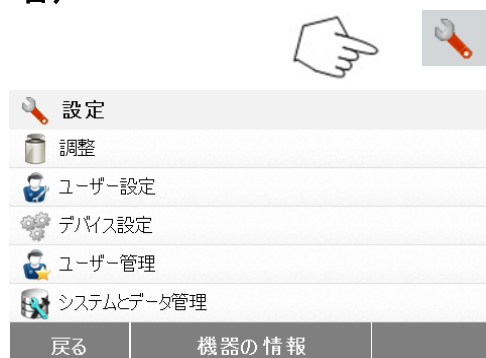 設定
調整
ユーザー設定
デバイス設定
ユーザー管理
システムとデータ管理
戻る 機器の情報